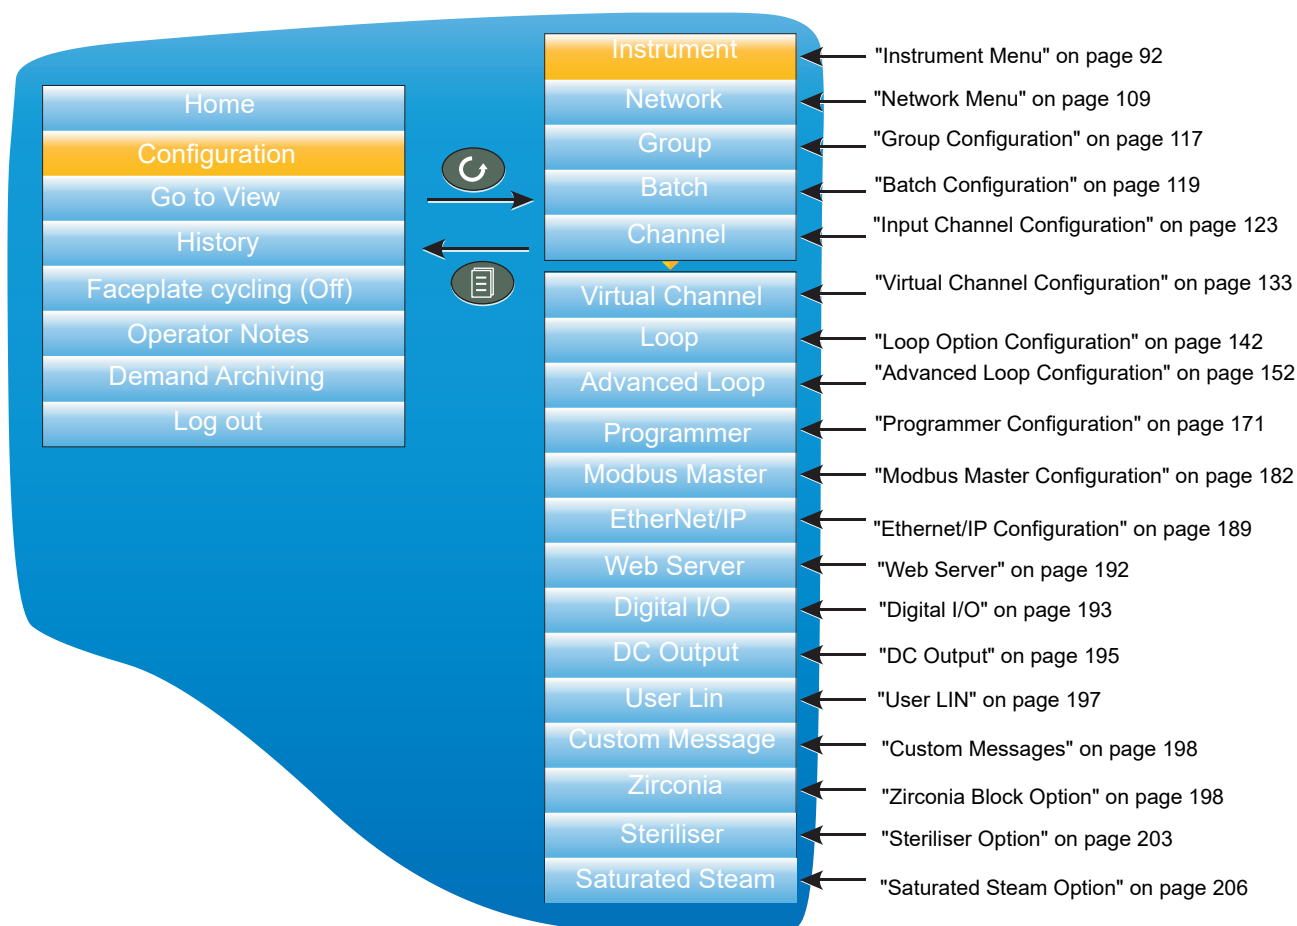 Home
Configuration
Go to View
History
Faceplate cycling (Off)
Operator Notes
Demand Archiving
Log out
Instrument
Network
Group
Batch
Channel
Virtual Channel
Loop
Advanced Loop
Programmer
Modbus Master
EtherNet/IP
Web Server
Digital I/O
DC Output
User Lin
Custom Message
Zirconia
Steriliser
Saturated Steam
"Instrument Menu" on page 92
"Network Menu" on page 109
"Group Configuration" on page 117
"Batch Configuration" on page 119
"Input Channel Configuration" on page 123
"Virtual Channel Configuration" on page 133
"Loop Option Configuration" on page 142
"Advanced Loop Configuration" on page 152
"Programmer Configuration" on page 171
"Modbus Master Configuration" on page 182
"Ethernet/IP Configuration" on page 189
"Web Server" on page 192
"Digital I/O" on page 193
"DC Output" on page 195
"User LIN" on page 197
"Custom Messages" on page 198
"Zirconia Block Option" on page 198
"Steriliser Option" on page 203
"Saturated Steam Option" on page 206